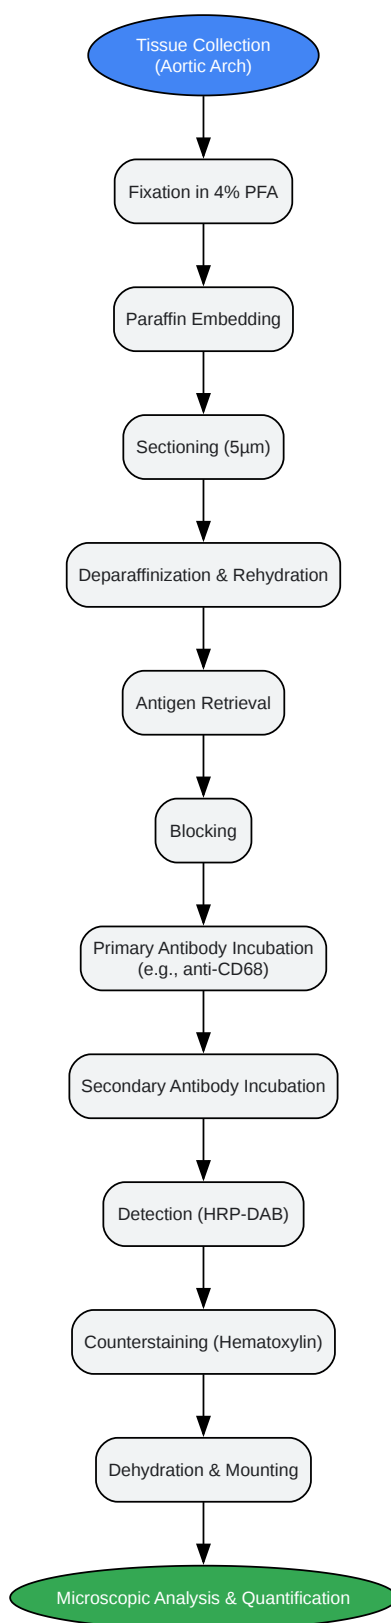 Tissue Collection
(Aortic Arch)
Fixation in 4% PFA
Paraffin Embedding
Sectioning (5µm)
Deparaffinization & Rehydration
Antigen Retrieval
Blocking
Primary Antibody Incubation
(e.g., anti-CD68)
Secondary Antibody Incubation
Detection (HRP-DAB)
Counterstaining (Hematoxylin)
Dehydration & Mounting
Microscopic Analysis & Quantification